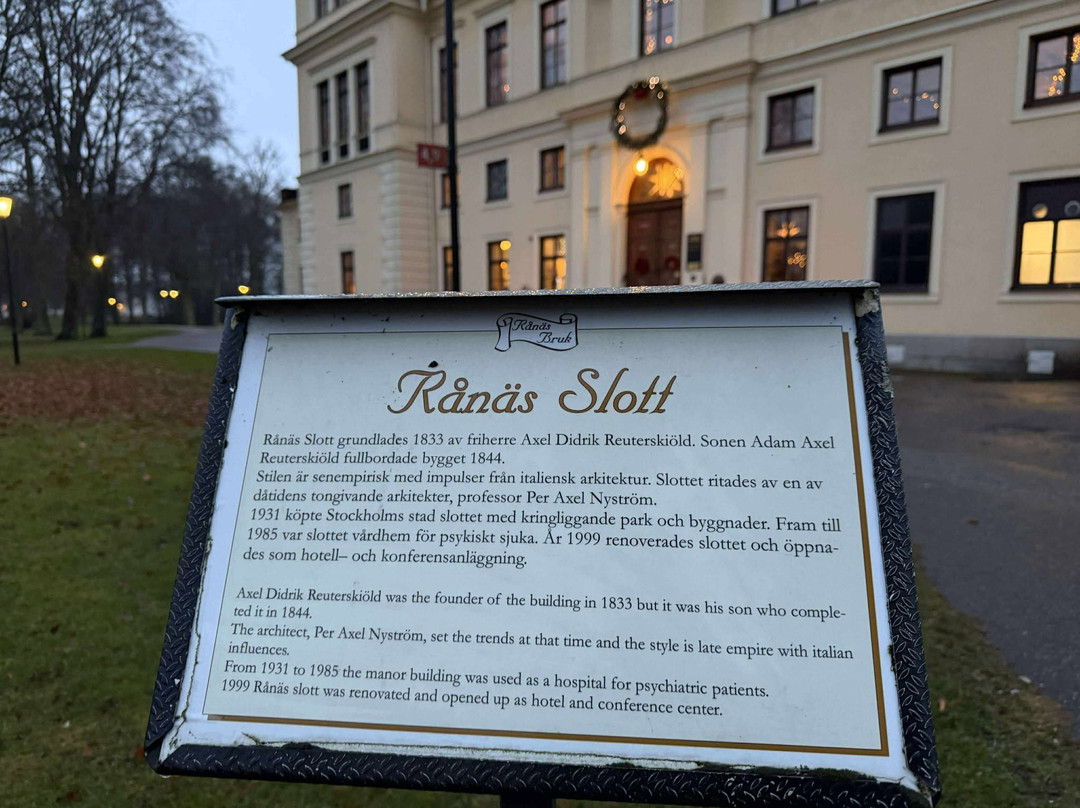 Rånäs
Bruk
Rånäs Slott
Rånäs Slott grundlades 1833 av friherre Axel Didrik Reuterskiöld. Sonen Adam Axel
Reuterskiöld fullbordade bygget 1844.
Stilen är senempirisk med impulser från italiensk arkitektur. Slottet ritades av en av
dåtidens tongivande arkitekter, professor Per Axel Nyström.
1931 köpte Stockholms stad slottet med kringliggande park och byggnader. Fram till
1985 var slottet vårdhem för psykiskt sjuka. År 1999 renoverades slottet och öppna-
des som hotell– och konferensanläggning.
Axel Didrik Reuterskiöld was the founder of the building in 1833 but it was his son who comple-
ted it in 1844.
The architect, Per Axel Nyström, set the trends at that time and the style is late empire with italian
influences.
From 1931 to 1985 the manor building was used as a hospital for psychiatric patients.
1999 Rånäs slott was renovated and opened up as hotel and conference center.